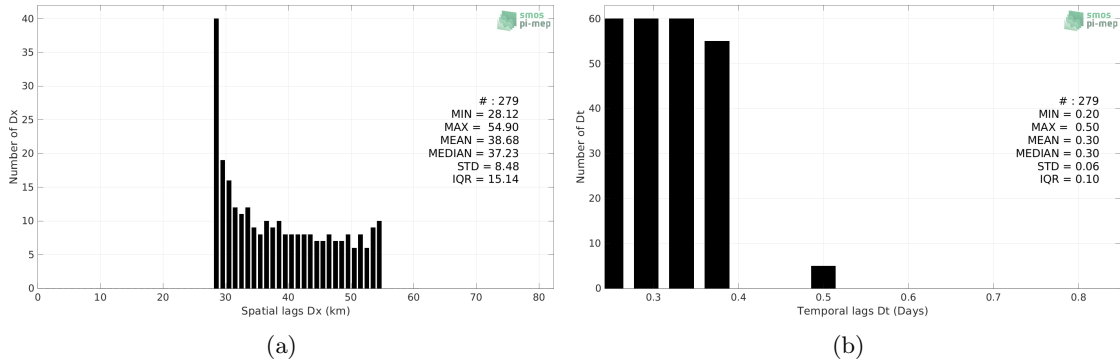 40
35
30
25
20
15
10
5
0
Number of Dx
0 10 20 30 40 50 60 70 80
Spatial lags Dx (km)
smos
pi-mep
# : 279
MIN = 28.12
MAX = 54.90
MEAN = 38.68
MEDIAN = 37.23
STD = 8.48
IQR = 15.14
(a)
60
50
40
30
20
10
0
Number of Dt
0.3 0.4 0.5 0.6 0.7 0.8
Temporal lags Dt (Days)
smos
pi-mep
# : 279
MIN = 0.20
MAX = 0.50
MEAN = 0.30
MEDIAN = 0.30
STD = 0.06
IQR = 0.10
(b)